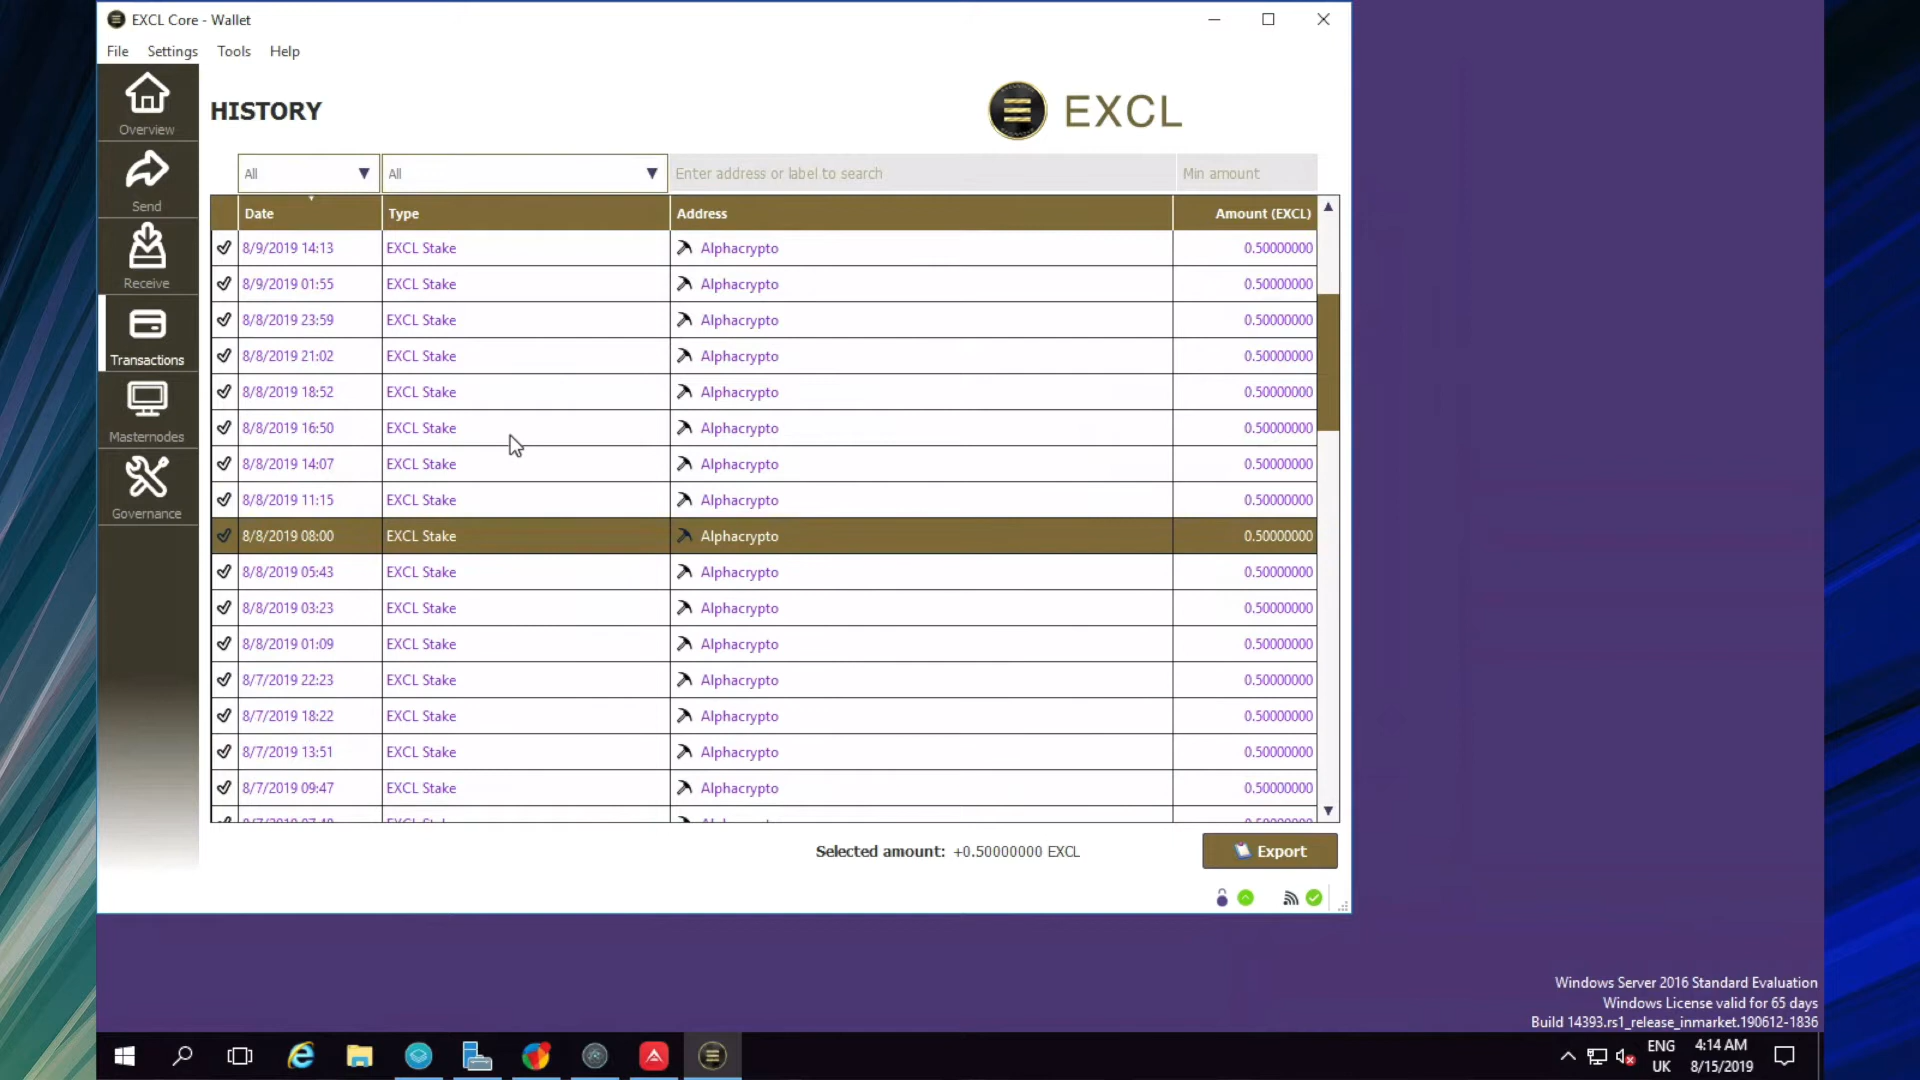 EXCL Core - Wallet
File Settings Tools Help
Overview
Send
Receive
Transactions
Masternodes
Governance
HISTORY
EXCL
All All Enter address or label to search Min amount
Date Type Address Amount (EXCL)
8/9/2019 14:13 EXCL Stake Alphacrypto 0.50000000
8/9/2019 01:55 EXCL Stake Alphacrypto 0.50000000
8/8/2019 23:59 EXCL Stake Alphacrypto 0.50000000
8/8/2019 21:02 EXCL Stake Alphacrypto 0.50000000
8/8/2019 18:52 EXCL Stake Alphacrypto 0.50000000
8/8/2019 16:50 EXCL Stake Alphacrypto 0.50000000
8/8/2019 14:07 EXCL Stake Alphacrypto 0.50000000
8/8/2019 11:15 EXCL Stake Alphacrypto 0.50000000
8/8/2019 08:00 EXCL Stake Alphacrypto 0.50000000
8/8/2019 05:43 EXCL Stake Alphacrypto 0.50000000
8/8/2019 03:23 EXCL Stake Alphacrypto 0.50000000
8/8/2019 01:09 EXCL Stake Alphacrypto 0.50000000
8/7/2019 22:23 EXCL Stake Alphacrypto 0.50000000
8/7/2019 18:22 EXCL Stake Alphacrypto 0.50000000
8/7/2019 13:51 EXCL Stake Alphacrypto 0.50000000
8/7/2019 09:47 EXCL Stake Alphacrypto 0.50000000
Selected amount: +0.50000000 EXCL
Export
Windows Server 2016 Standard Evaluation
Windows License valid for 65 days
Build 14393.rs1_release_inmarket.190612-1836
ENG
UK
4:14 AM
8/15/2019